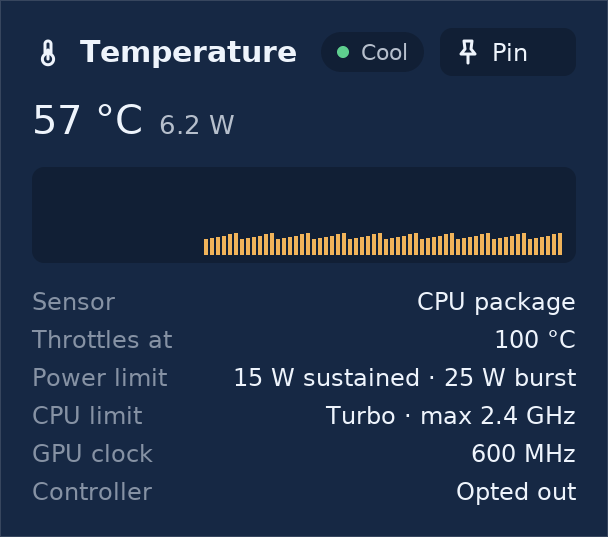 Temperature Cool Pin
57 °C 6.2 W
Sensor CPU package
Throttles at 100 °C
Power limit 15 W sustained · 25 W burst
CPU limit Turbo · max 2.4 GHz
GPU clock 600 MHz
Controller Opted out